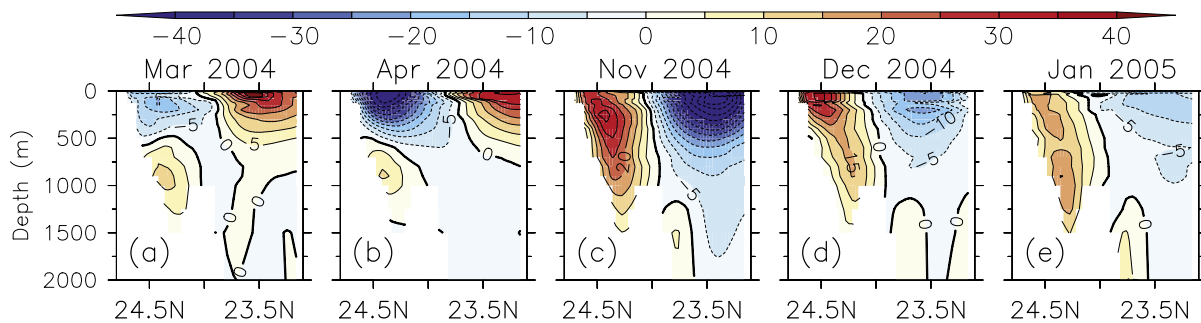 −40 −30 −20 −10 0 10 20 30 40
Mar 2004 Apr 2004 Nov 2004 Dec 2004 Jan 2005
Depth (m)
0
500
1000
1500
2000
−5 −5 0 5 0 0 0
−5 0
20 −5
−10 −5 15 0 0 0
−5 0
(a) (b) (c) (d) (e)
24.5N 23.5N 24.5N 23.5N 24.5N 23.5N 24.5N 23.5N 24.5N 23.5N